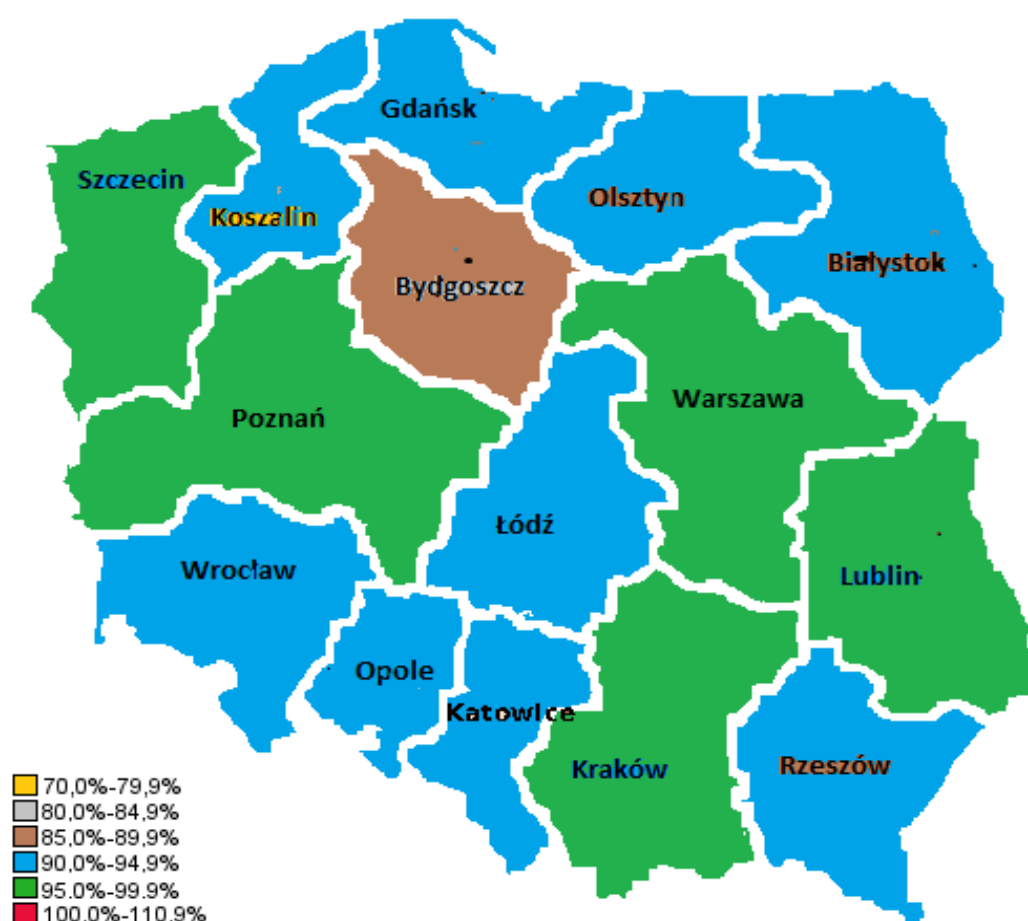 Gdańsk
Szczecin
Olsztyn
Koszalin
Białystok
Bydgoszcz
Warszawa
Poznań
Łódź
Wrocław
Lublin
Opole
Katowice
Kraków
Rzeszów
70,0%-79,9%
80,0%-84,9%
85,0%-89,9%
90,0%-94,9%
95.0%-99.9%
100.0%-110.9%